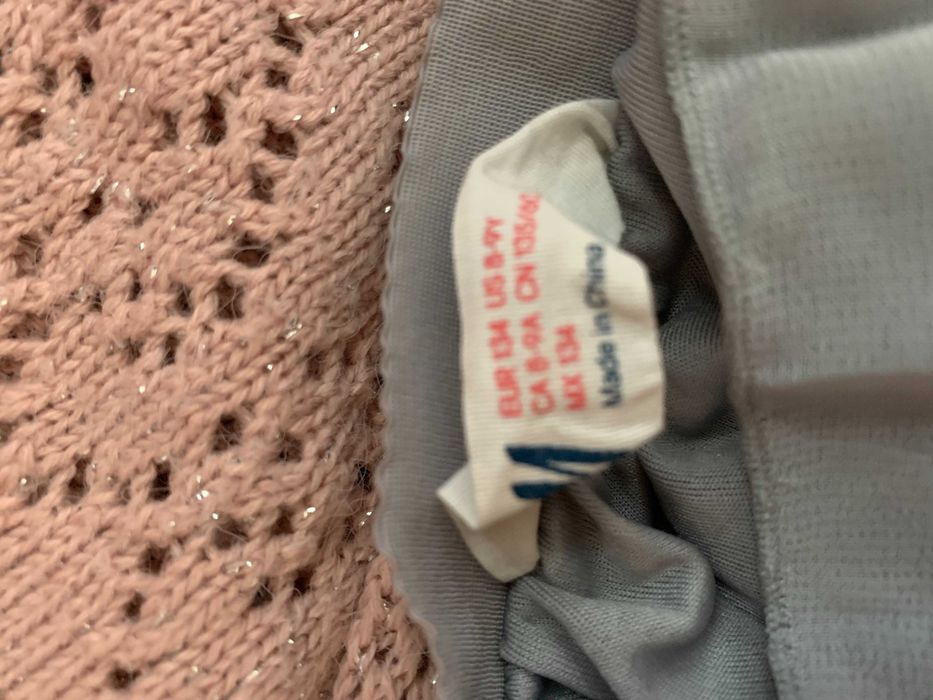 EUR 134 US 8-9Y
CA 8-9A CN 135/60
MX 134
Made in China